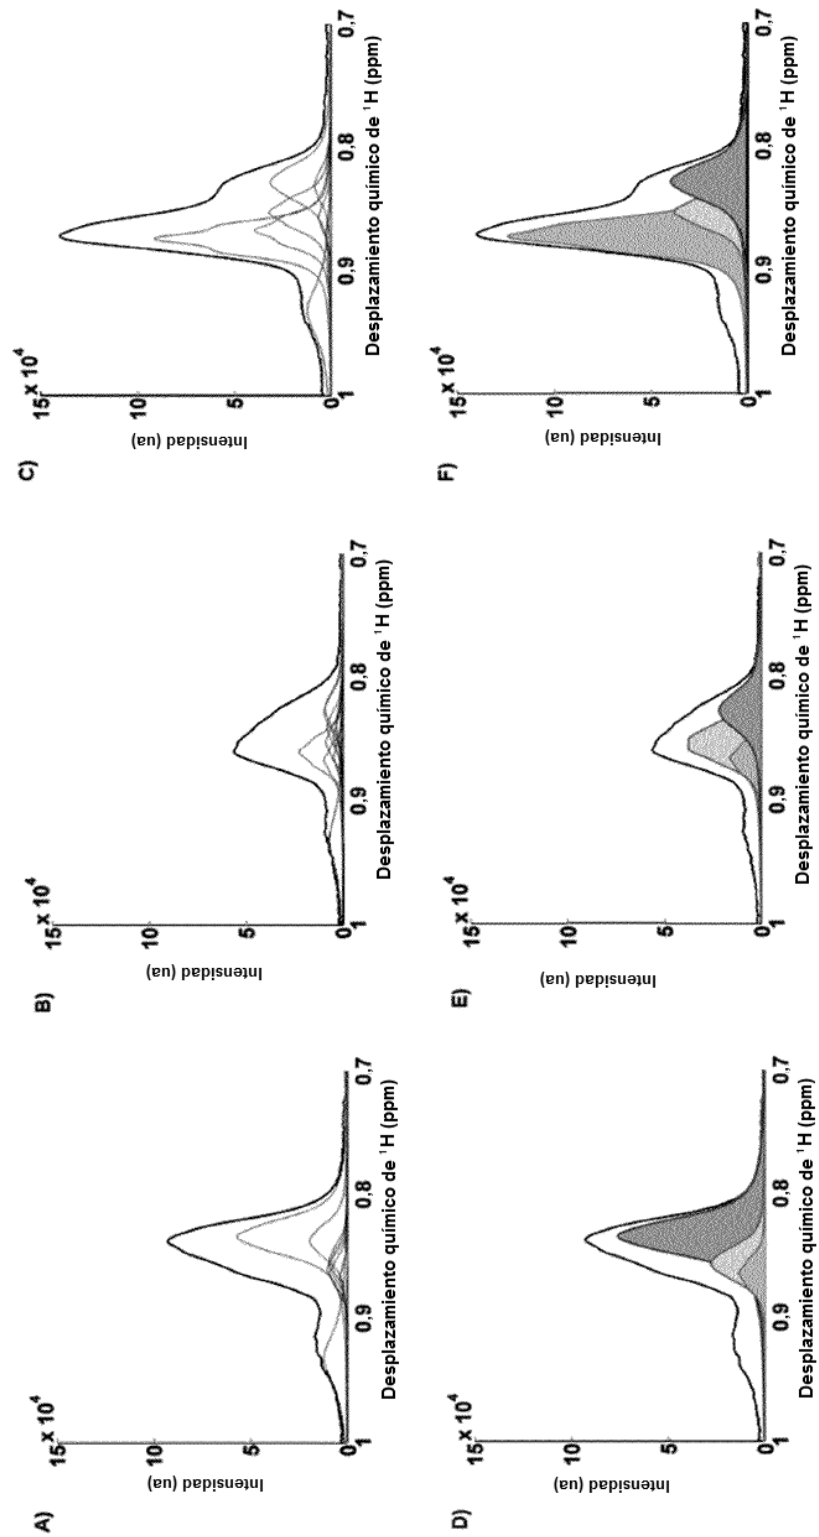 A)
15 x 10⁴
10
5
0
Intensidad (ua)
1
0,9
0,8
0,7
Desplazamiento químico de ¹H (ppm)
B)
15 x 10⁴
10
5
0
Intensidad (ua)
1
0,9
0,8
0,7
Desplazamiento químico de ¹H (ppm)
C)
15 x 10⁴
10
5
0
Intensidad (ua)
1
0,9
0,8
0,7
Desplazamiento químico de ¹H (ppm)
D)
15 x 10⁴
10
5
0
Intensidad (ua)
1
0,9
0,8
0,7
Desplazamiento químico de ¹H (ppm)
E)
15 x 10⁴
10
5
0
Intensidad (ua)
1
0,9
0,8
0,7
Desplazamiento químico de ¹H (ppm)
F)
15 x 10⁴
10
5
0
Intensidad (ua)
1
0,9
0,8
0,7
Desplazamiento químico de ¹H (ppm)